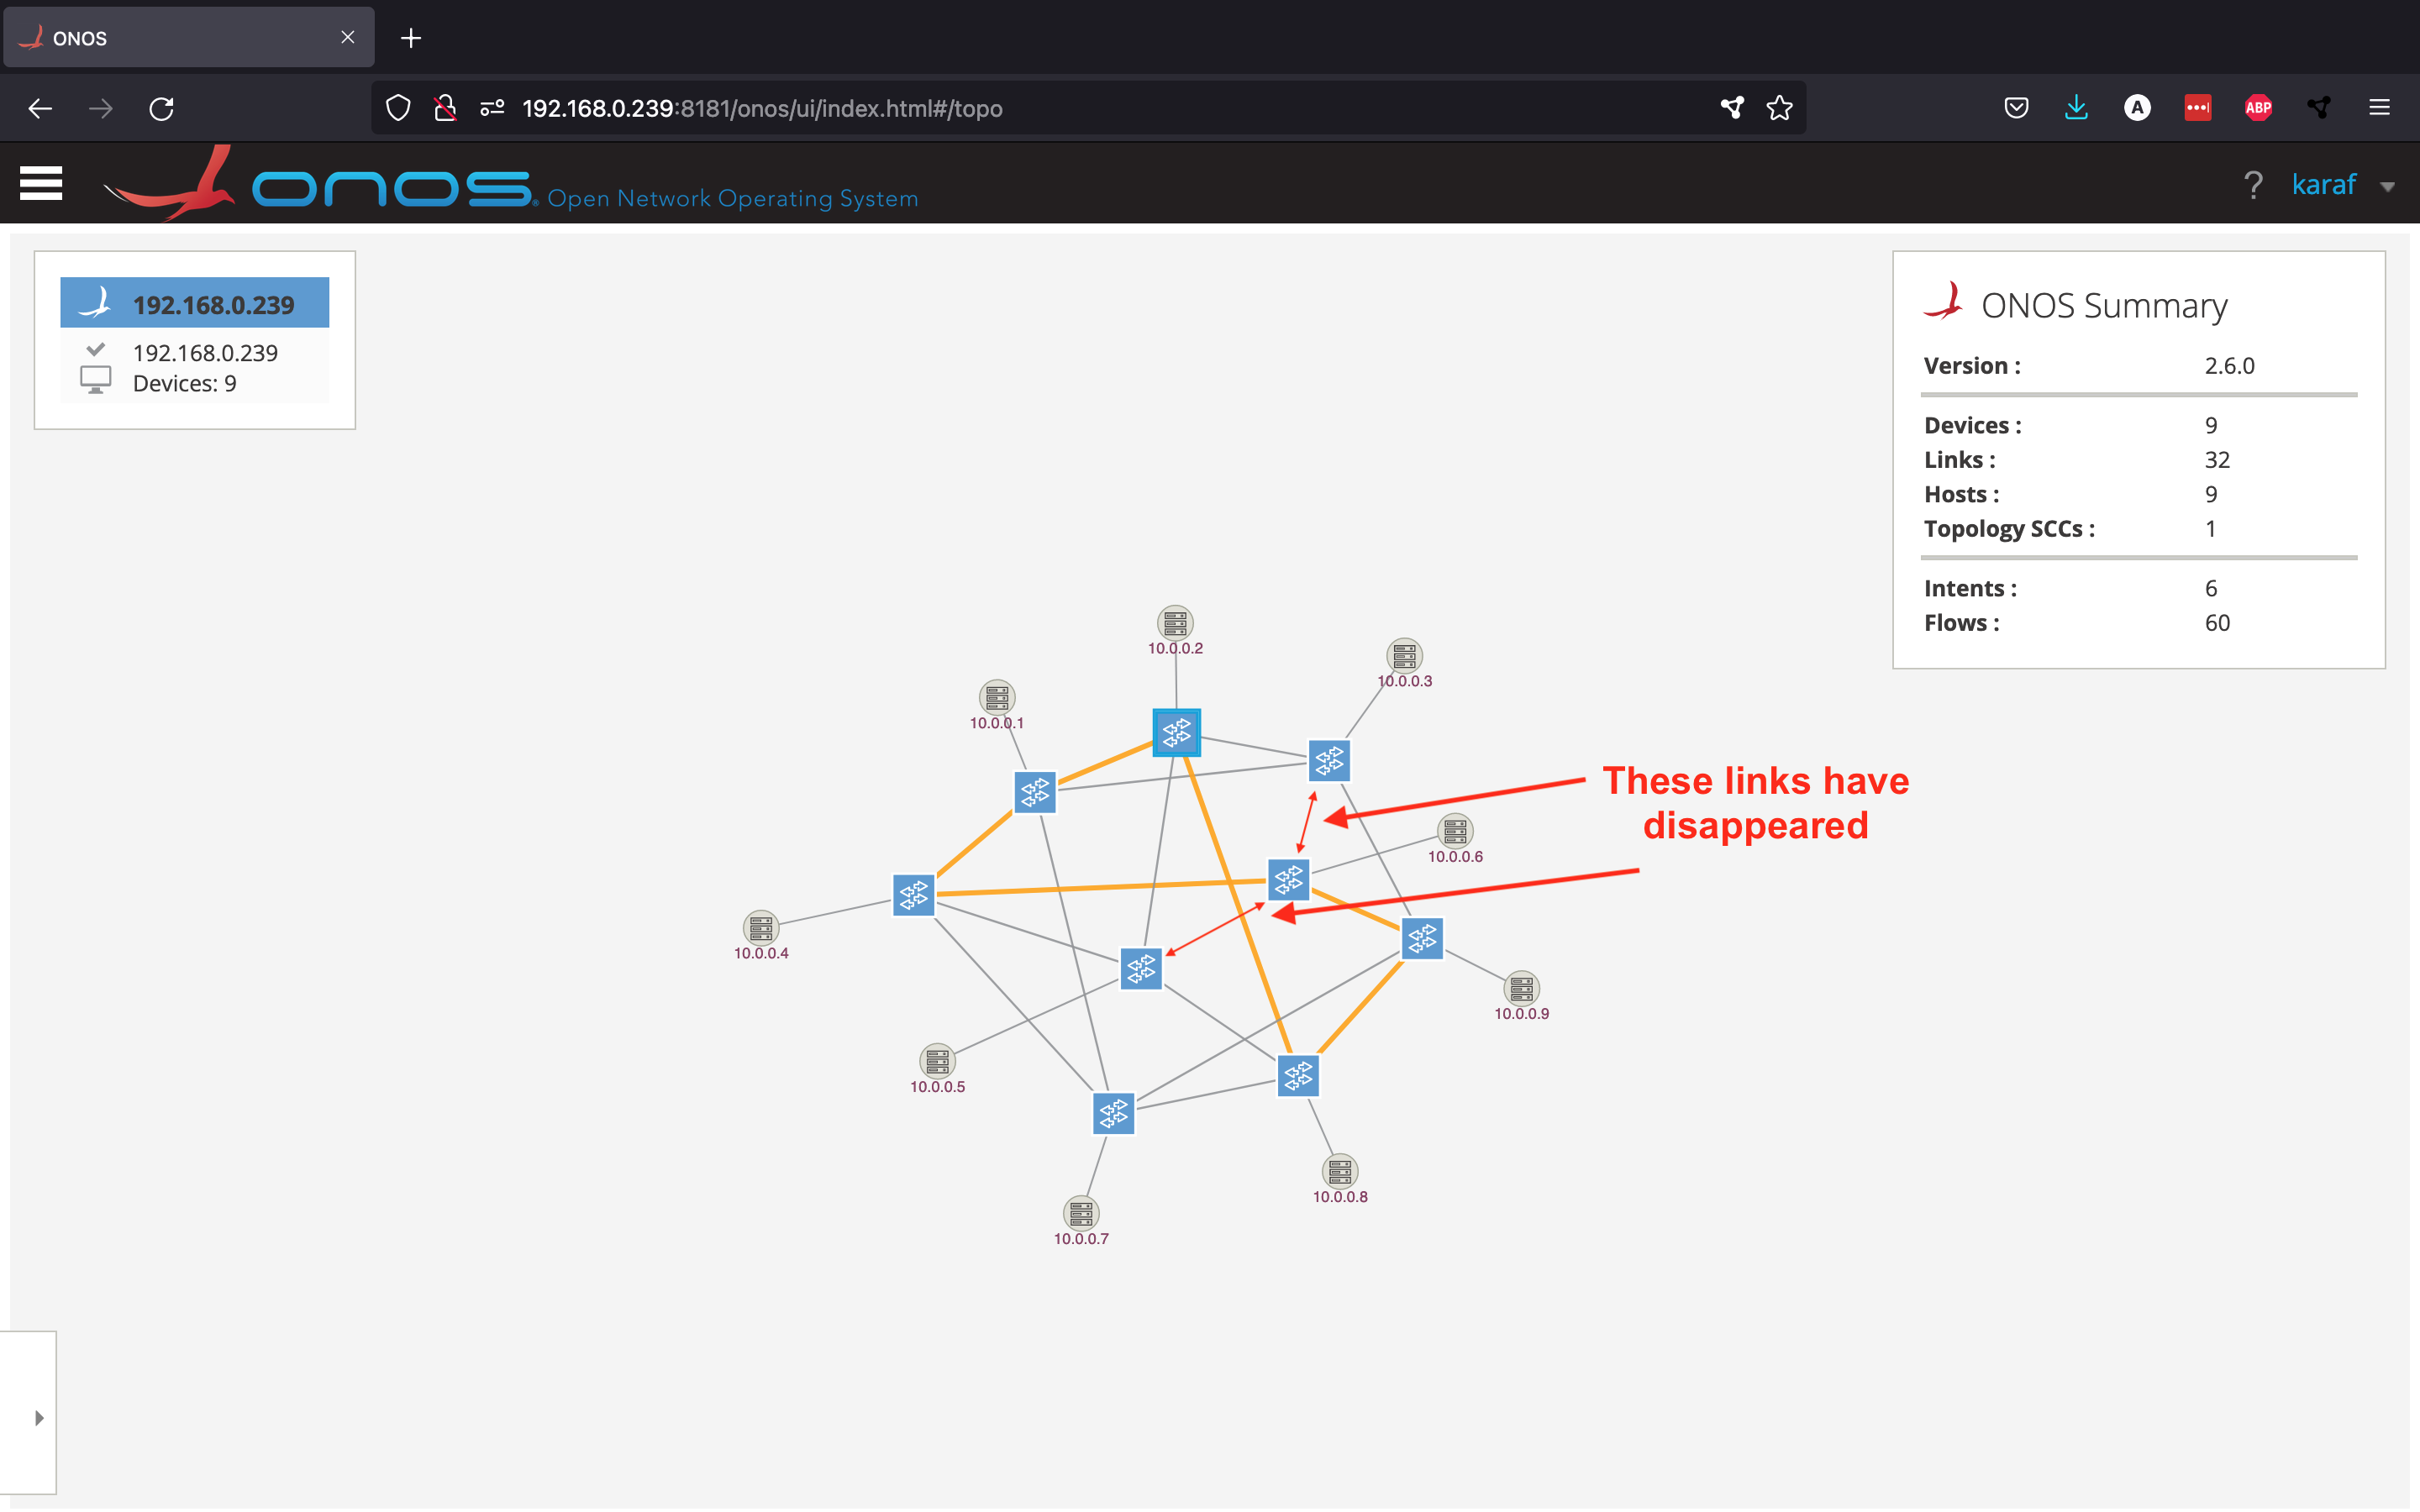 ONOS
192.168.0.239:8181/onos/ui/index.html#/topo
A
ABP
onos® Open Network Operating System
? karaf
192.168.0.239
192.168.0.239
Devices: 9
ONOS Summary
Version : 2.6.0
Devices : 9
Links : 32
Hosts : 9
Topology SCCs : 1
Intents : 6
Flows : 60
10.0.0.2
10.0.0.3
10.0.0.1
These links have
disappeared
10.0.0.6
10.0.0.4
10.0.0.9
10.0.0.5
10.0.0.8
10.0.0.7